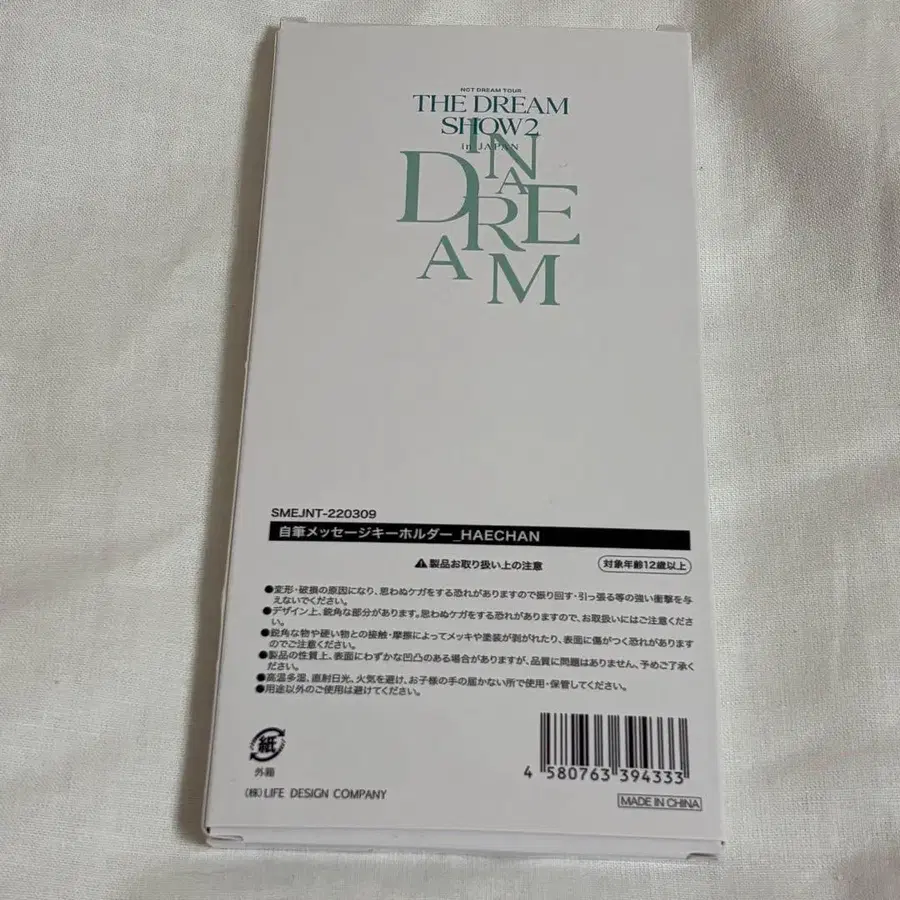 NCT DREAM TOUR
THE DREAM
SHOW2
in JAPAN
IN
A
DREAM
SMEJNT-220309
自筆メッセージキーホルダー_HAECHAN
⚠製品お取り扱い上の注意
対象年齢12歳以上
●変形・破損の原因になり、思わぬケガをする恐れがありますので振り回す・引っ張る等の強い衝撃を与
えないでください。
●デザイン上、鋭角な部分があります。思わぬケガをする恐れがありますので、お取扱いにはご注意くださ
い。
●鋭角な物や硬い物との接触・摩擦によってメッキや塗装が剥がれたり、表面に傷がつく恐れがあります
のでご注意ください。
●製品の性質上、表面にわずかな凹凸のある場合がありますが、品質に問題はありません、予めご了承く
ださい。
●高温多湿、直射日光、火気を避け、お子様の手の届かない所で使用・保管してください。
●用途以外のご使用は避けてください。
紙
外箱
(株)LIFE DESIGN COMPANY
4 580763 394333
MADE IN CHINA